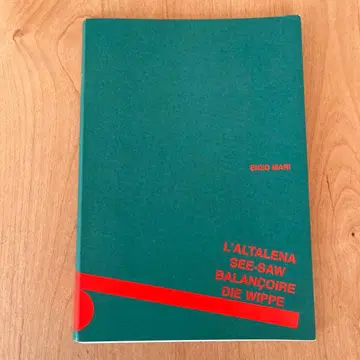 ENZO MARI
L'ALTALENA
SEE-SAW
BALANÇOIRE
DIE WIPPE